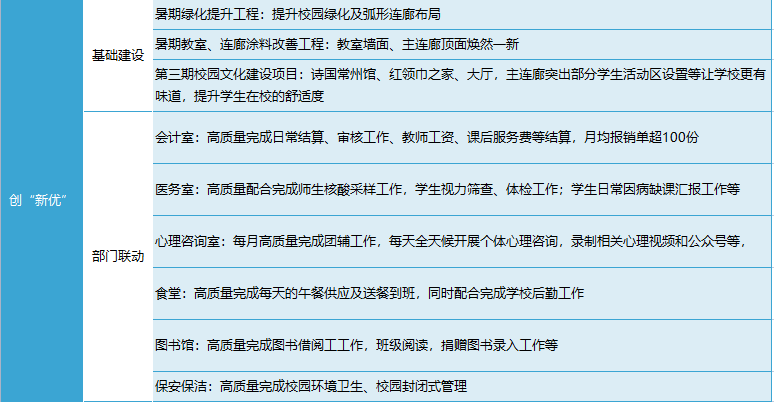 暑期绿化提升工程：提升校园绿化及弧形连廊布局
基础建设
暑期教室、连廊涂料改善工程：教室墙面、主连廊顶面焕然一新
第三期校园文化建设项目：诗国常州馆、红领巾之家、大厅，主连廊突出部分学生活动区设置等让学校更有
味道，提升学生在校的舒适度
创“新优”
部门联动
会计室：高质量完成日常结算、审核工作、教师工资、课后服务费等结算，月均报销单超100份
医务室：高质量配合完成师生核酸采样工作，学生视力筛查、体检工作；学生日常因病缺课汇报工作等
心理咨询室：每月高质量完成团辅工作，每天全天候开展个体心理咨询，录制相关心理视频和公众号等，
食堂：高质量完成每天的午餐供应及送餐到班，同时配合完成学校后勤工作
图书馆：高质量完成图书借阅工工作，班级阅读，捐赠图书录入工作等
保安保洁：高质量完成校园环境卫生、校园封闭式管理